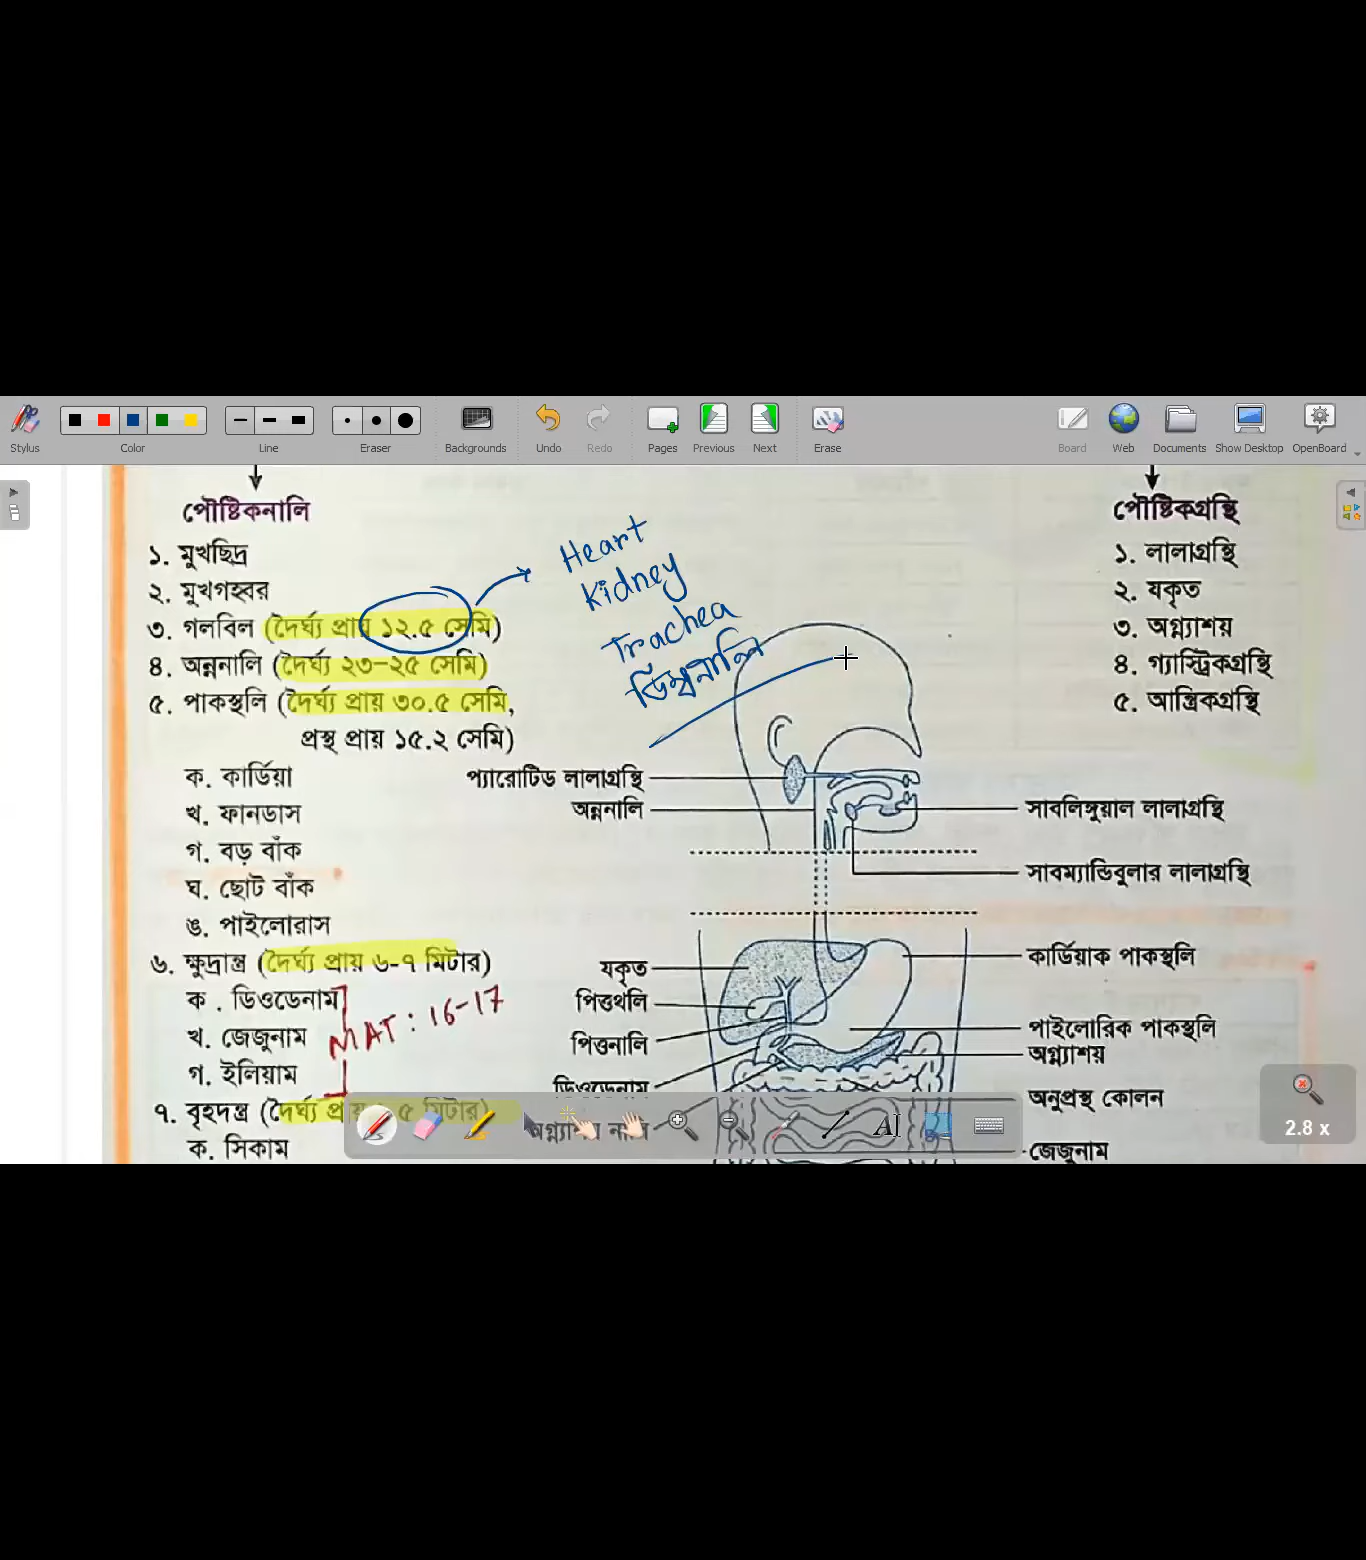 Stylus Color Line Eraser Backgrounds Undo Redo Pages Previous Next Erase Board Web Documents Show Desktop OpenBoard
পৌষ্টিকনালি
১. মুখছিদ্র
২. মুখগহ্বর
৩. গলবিল (দৈর্ঘ্য প্রায় ১২.৫ সেমি)
৪. অন্ননালি (দৈর্ঘ্য ২৩–২৫ সেমি)
৫. পাকস্থলি (দৈর্ঘ্য প্রায় ৩০.৫ সেমি,
প্রস্থ প্রায় ১৫.২ সেমি)
ক. কার্ডিয়া
খ. ফানডাস
গ. বড় বাঁক
ঘ. ছোট বাঁক
ঙ. পাইলোরাস
৬. ক্ষুদ্রান্ত্র (দৈর্ঘ্য প্রায় ৬-৭ মিটার)
ক . ডিওডেনাম
খ. জেজুনাম
গ. ইলিয়াম
MAT : 16-17
৭. বৃহদন্ত্র (দৈর্ঘ্য প্রায় ৫ মিটার)
ক. সিকাম
Heart
Kidney
Trachea
ডিম্বনালি
পৌষ্টিকগ্রন্থি
১. লালাগ্রন্থি
২. যকৃত
৩. অগ্ন্যাশয়
৪. গ্যাস্ট্রিকগ্রন্থি
৫. আন্ত্রিকগ্রন্থি
প্যারোটিড লালাগ্রন্থি
অন্ননালি
যকৃত
পিত্তথলি
পিত্তনালি
ডিওডেনাম
সাবলিঙ্গুয়াল লালাগ্রন্থি
সাবম্যান্ডিবুলার লালাগ্রন্থি
কার্ডিয়াক পাকস্থলি
পাইলোরিক পাকস্থলি
অগ্ন্যাশয়
অনুপ্রস্থ কোলন
জেজুনাম
AI
2.8 x